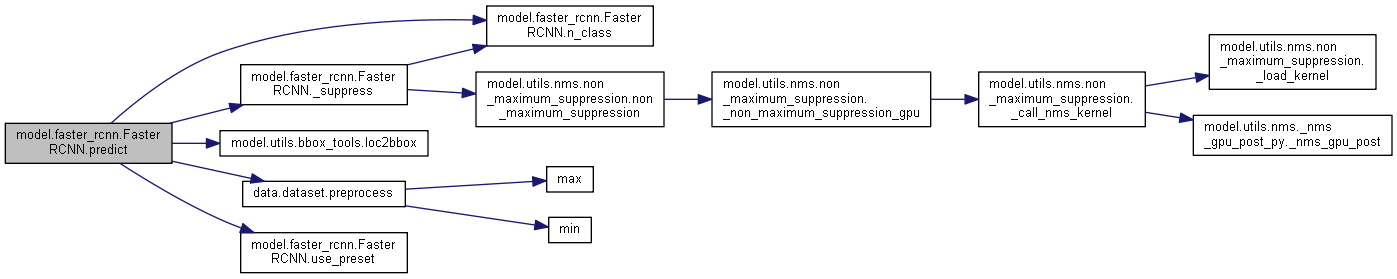 model.faster_rcnn.Faster
RCNN.predict
model.faster_rcnn.Faster
RCNN.n_class
model.faster_rcnn.Faster
RCNN._suppress
model.utils.bbox_tools.loc2bbox
data.dataset.preprocess
model.faster_rcnn.Faster
RCNN.use_preset
model.utils.nms.non
_maximum_suppression.non
_maximum_suppression
max
min
model.utils.nms.non
_maximum_suppression.
_non_maximum_suppression_gpu
model.utils.nms.non
_maximum_suppression.
_call_nms_kernel
model.utils.nms.non
_maximum_suppression.
_load_kernel
model.utils.nms._nms
_gpu_post_py._nms_gpu_post